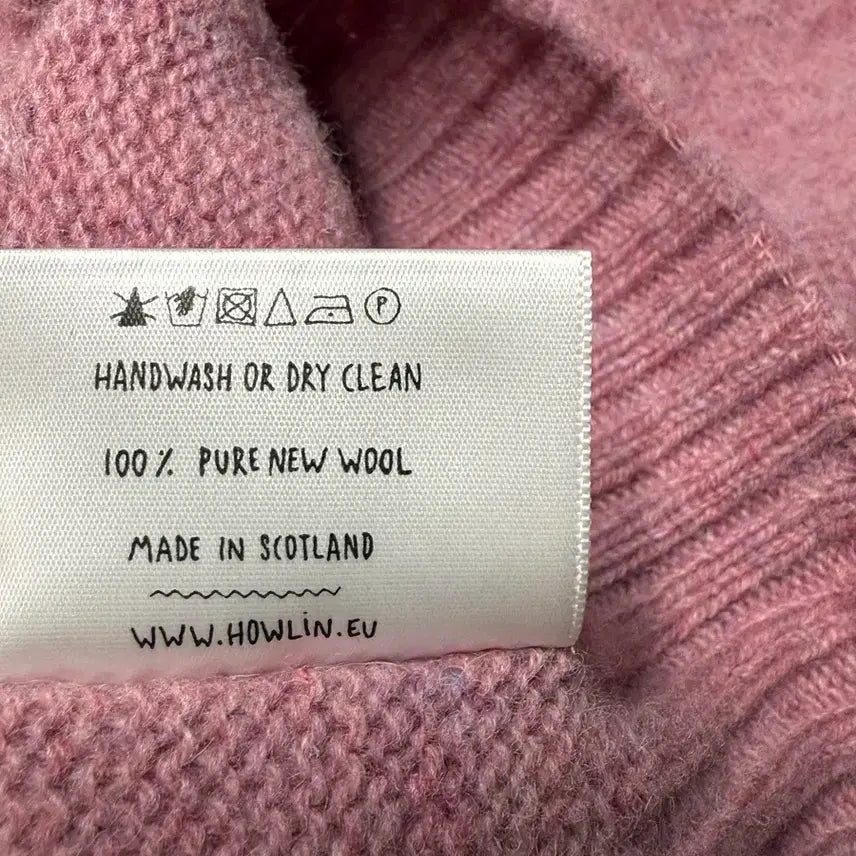 P
HANDWASH OR DRY CLEAN
100% PURE NEW WOOL
MADE IN SCOTLAND
WWW.HOWLIN.EU